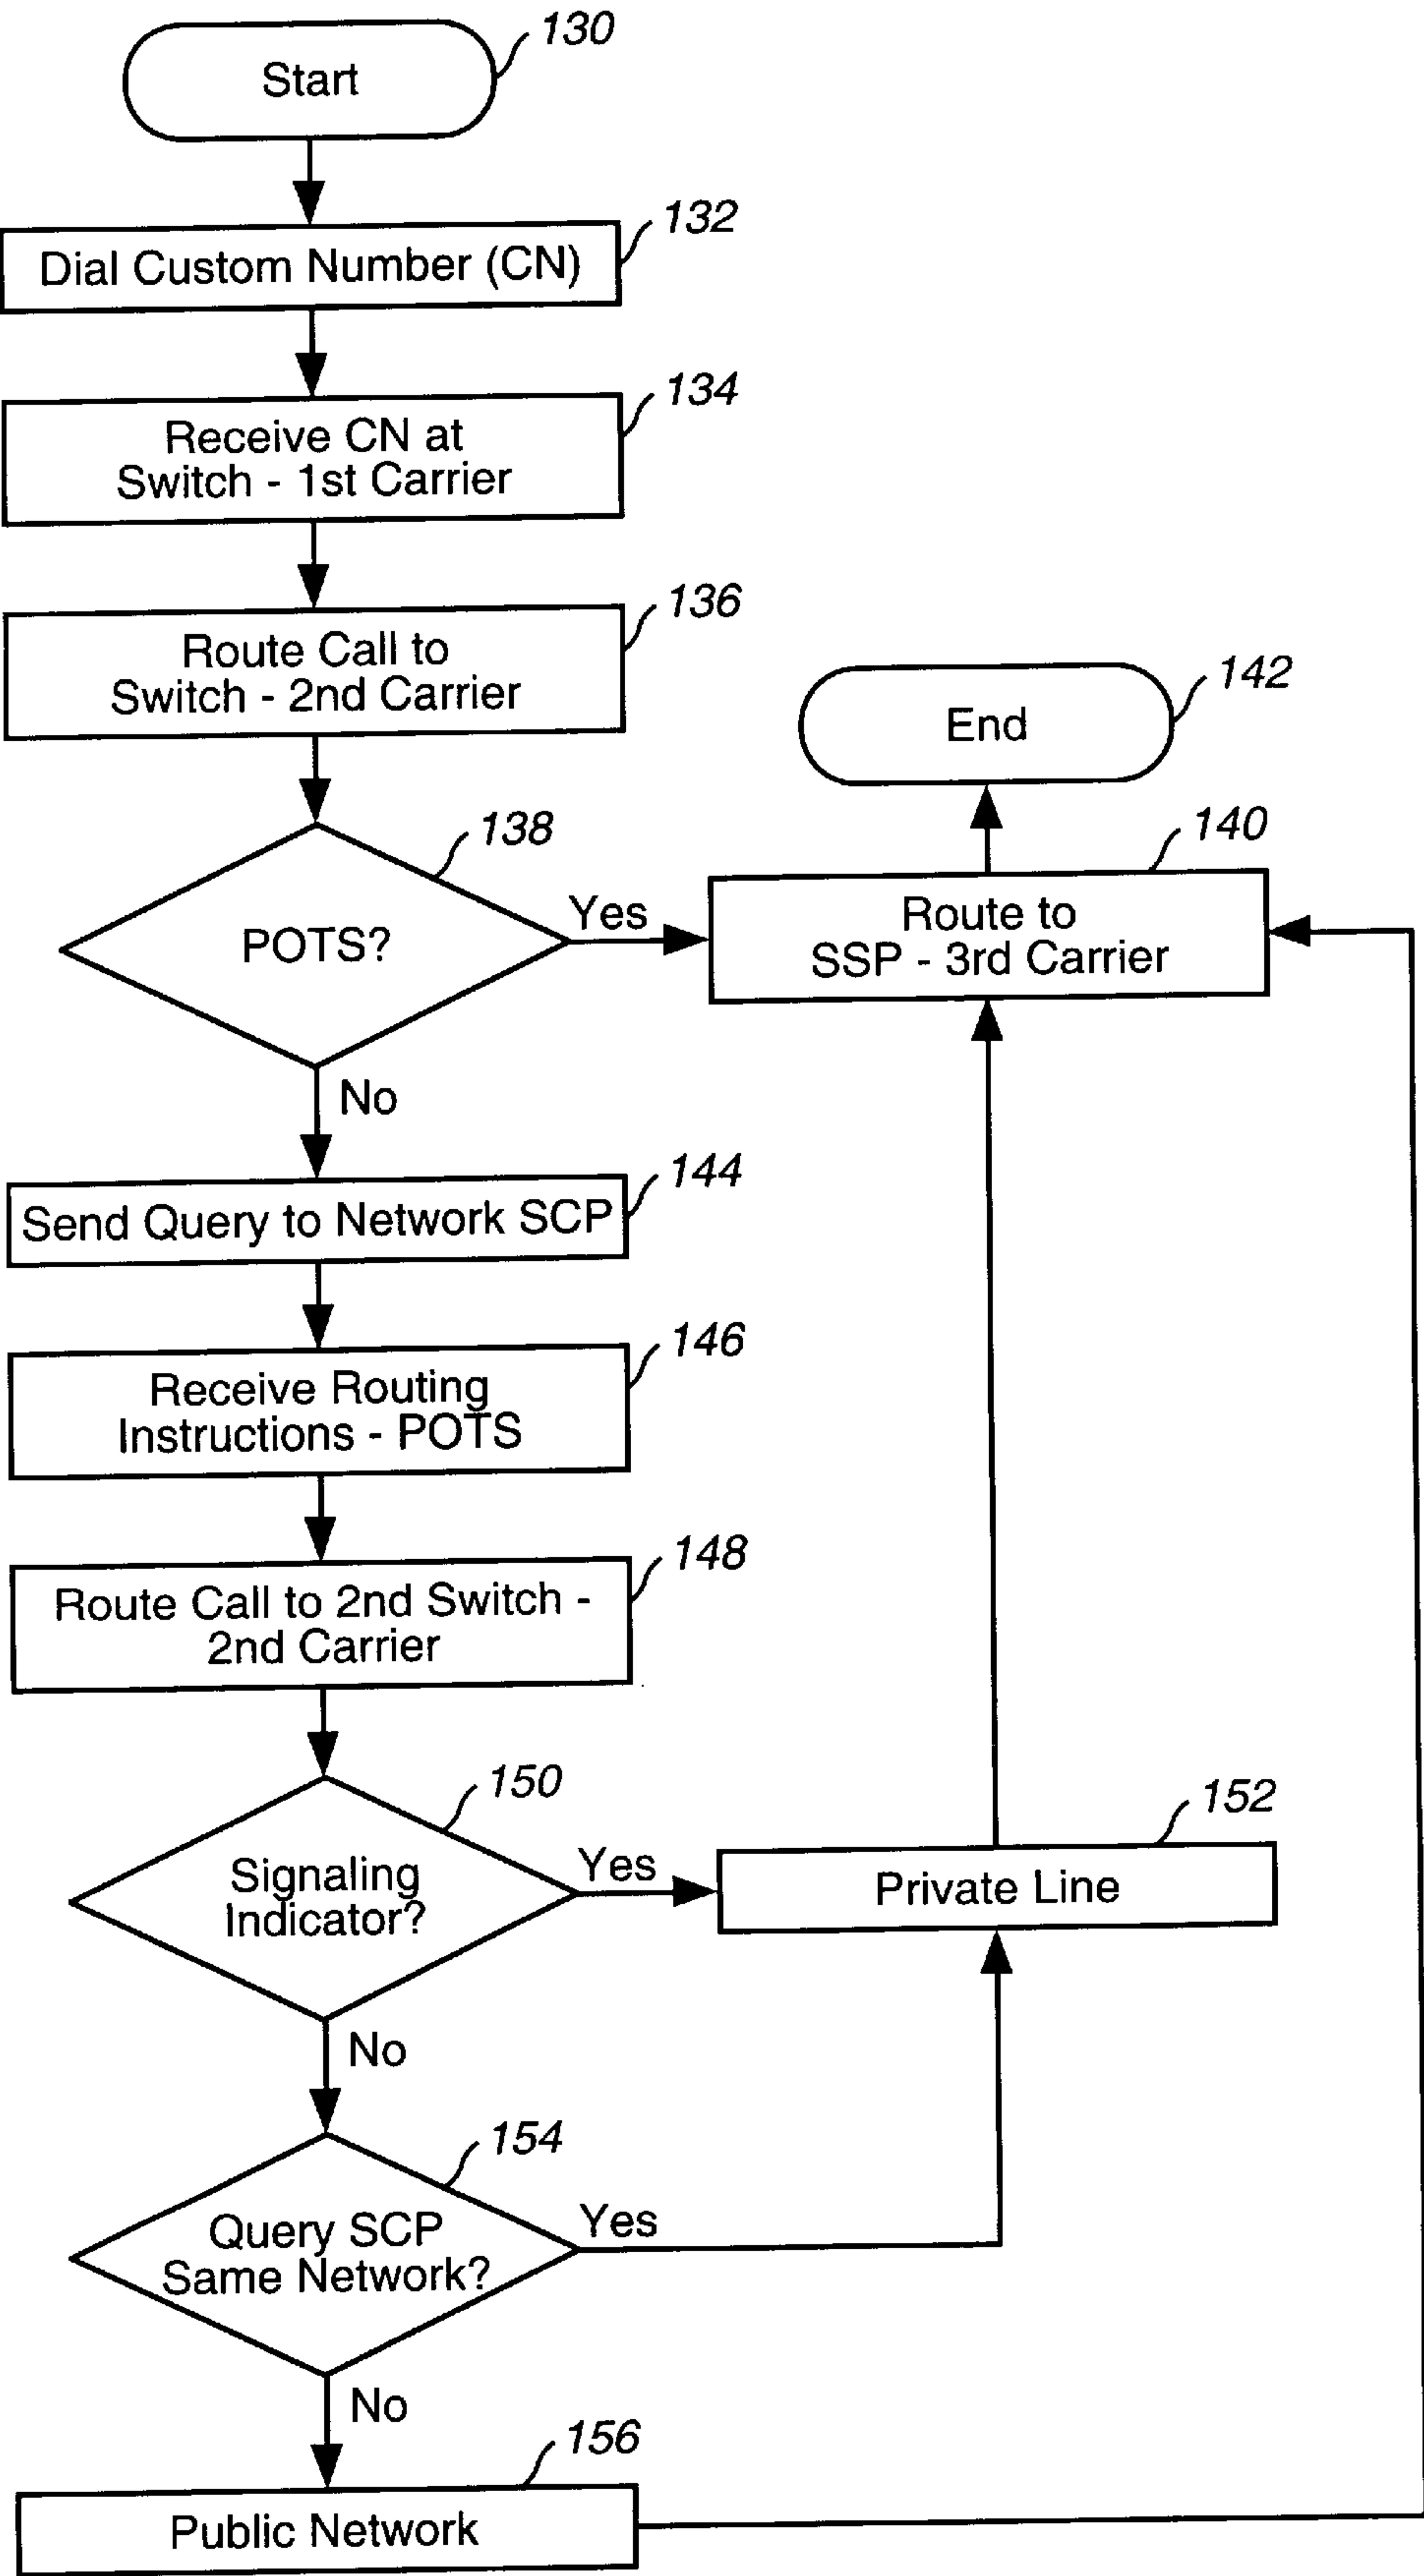 130
Start
132
Dial Custom Number (CN)
134
Receive CN at
Switch - 1st Carrier
136
Route Call to
Switch - 2nd Carrier
142
End
138
POTS?
Yes
140
Route to
SSP - 3rd Carrier
No
144
Send Query to Network SCP
146
Receive Routing
Instructions - POTS
148
Route Call to 2nd Switch -
2nd Carrier
150
Signaling
Indicator?
Yes
152
Private Line
No
154
Query SCP
Same Network?
Yes
No
156
Public Network